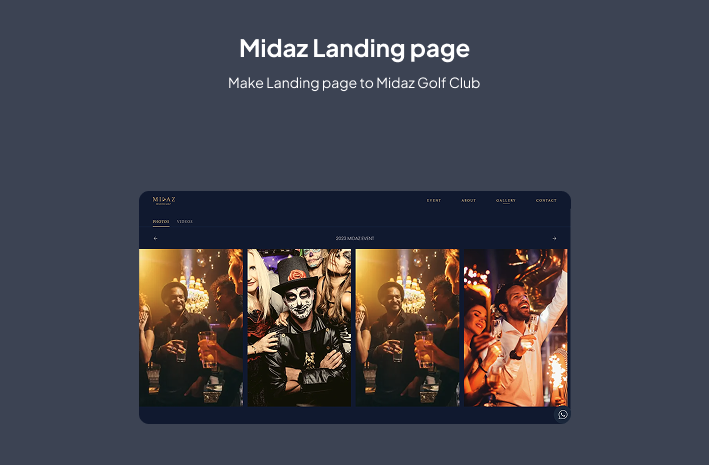 Midaz Landing page
Make Landing page to Midaz Golf Club
MIDAZ
EVENT ABOUT GALLERY CONTACT
PHOTOS VIDEOS
2023 MIDAZ EVENT